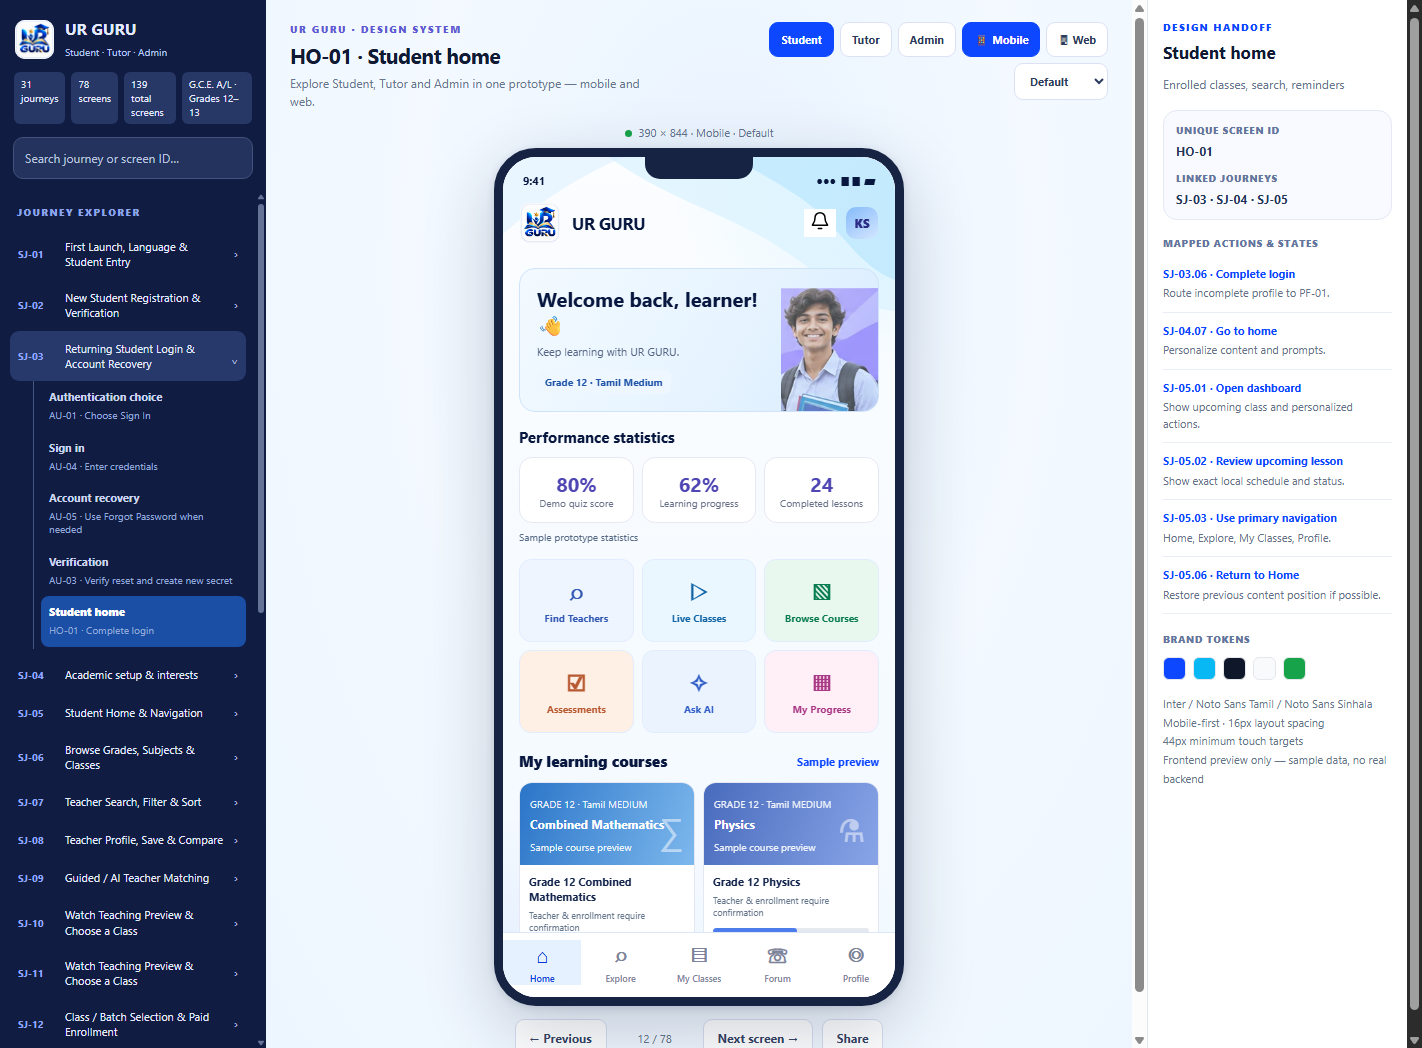 UR GURU
Student · Tutor · Admin
31 journeys
78 screens
139 total screens
G.C.E. A/L · Grades 12–13
Search journey or screen ID...
JOURNEY EXPLORER
SJ-01
First Launch, Language &
Student Entry
SJ-02
New Student Registration &
Verification
SJ-03
Returning Student Login &
Account Recovery
Authentication choice
AU-01 · Choose Sign In
Sign in
AU-04 · Enter credentials
Account recovery
AU-05 · Use Forgot Password when
needed
Verification
AU-03 · Verify reset and create new secret
Student home
HO-01 · Complete login
SJ-04
Academic setup & interests
SJ-05
Student Home & Navigation
SJ-06
Browse Grades, Subjects &
Classes
SJ-07
Teacher Search, Filter & Sort
SJ-08
Teacher Profile, Save & Compare
SJ-09
Guided / AI Teacher Matching
SJ-10
Watch Teaching Preview &
Choose a Class
SJ-11
Watch Teaching Preview &
Choose a Class
SJ-12
Class / Batch Selection & Paid
Enrollment
UR GURU · DESIGN SYSTEM
HO-01 · Student home
Explore Student, Tutor and Admin in one prototype — mobile and
web.
Student
Tutor
Admin
Mobile
Web
Default
390 × 844 · Mobile · Default
9:41
UR GURU
UR GURU
KS
Welcome back, learner!
👋
Keep learning with UR GURU.
Grade 12 · Tamil Medium
Performance statistics
80%
Demo quiz score
62%
Learning progress
24
Completed lessons
Sample prototype statistics
Find Teachers
Live Classes
Browse Courses
Assessments
Ask AI
My Progress
My learning courses
Sample preview
GRADE 12 · Tamil MEDIUM
Combined Mathematics
Sample course preview
Grade 12 Combined
Mathematics
Teacher & enrollment require
confirmation
GRADE 12 · Tamil MEDIUM
Physics
Sample course preview
Grade 12 Physics
Teacher & enrollment require
confirmation
Home
Explore
My Classes
Forum
Profile
← Previous
12 / 78
Next screen →
Share
DESIGN HANDOFF
Student home
Enrolled classes, search, reminders
UNIQUE SCREEN ID
HO-01
LINKED JOURNEYS
SJ-03 · SJ-04 · SJ-05
MAPPED ACTIONS & STATES
SJ-03.06 · Complete login
Route incomplete profile to PF-01.
SJ-04.07 · Go to home
Personalize content and prompts.
SJ-05.01 · Open dashboard
Show upcoming class and personalized
actions.
SJ-05.02 · Review upcoming lesson
Show exact local schedule and status.
SJ-05.03 · Use primary navigation
Home, Explore, My Classes, Profile.
SJ-05.06 · Return to Home
Restore previous content position if possible.
BRAND TOKENS
Inter / Noto Sans Tamil / Noto Sans Sinhala
Mobile-first · 16px layout spacing
44px minimum touch targets
Frontend preview only — sample data, no real
backend